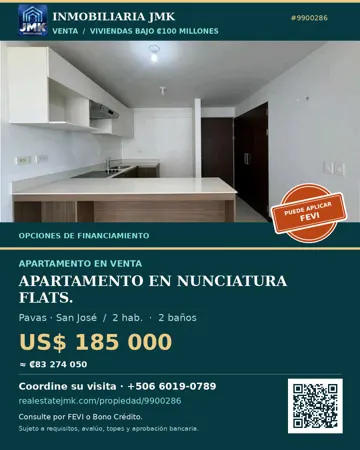 JMK
INMOBILIARIA JMK
#9900286
VENTA / VIVIENDAS BAJO ₡100 MILLONES
PUEDE APLICAR
FEVI
OPCIONES DE FINANCIAMIENTO
APARTAMENTO EN VENTA
APARTAMENTO EN NUNCIATURA
FLATS.
Pavas · San José / 2 hab. · 2 baños
US$ 185 000
≈ ₡83 274 050
Coordine su visita · +506 6019-0789
realestatejmk.com/propiedad/9900286
Consulte por FEVI o Bono Crédito.
Sujeto a requisitos, avalúo, topes y aprobación bancaria.